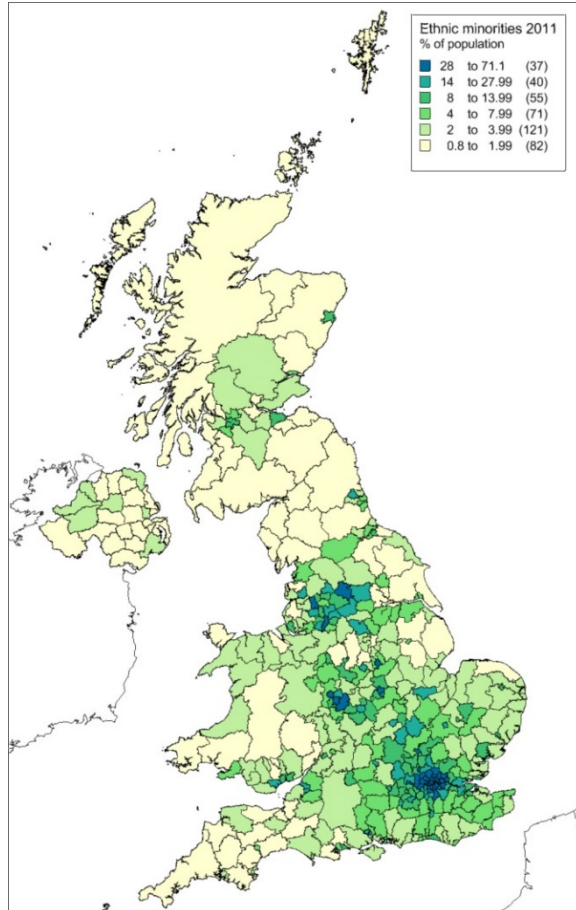 Ethnic minorities 2011
% of population
28 to 71.1 (37)
14 to 27.99 (40)
8 to 13.99 (55)
4 to 7.99 (71)
2 to 3.99 (121)
0.8 to 1.99 (82)